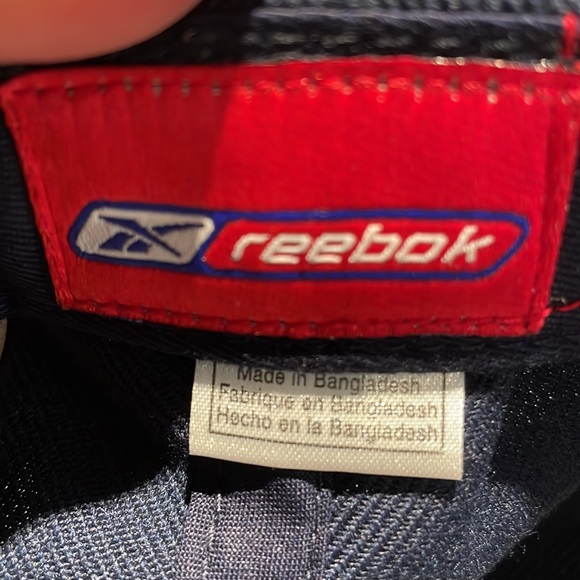 reebok
Made in Bangladesh
Fabrique en Bangladesh
Hecho en la Bangladesh